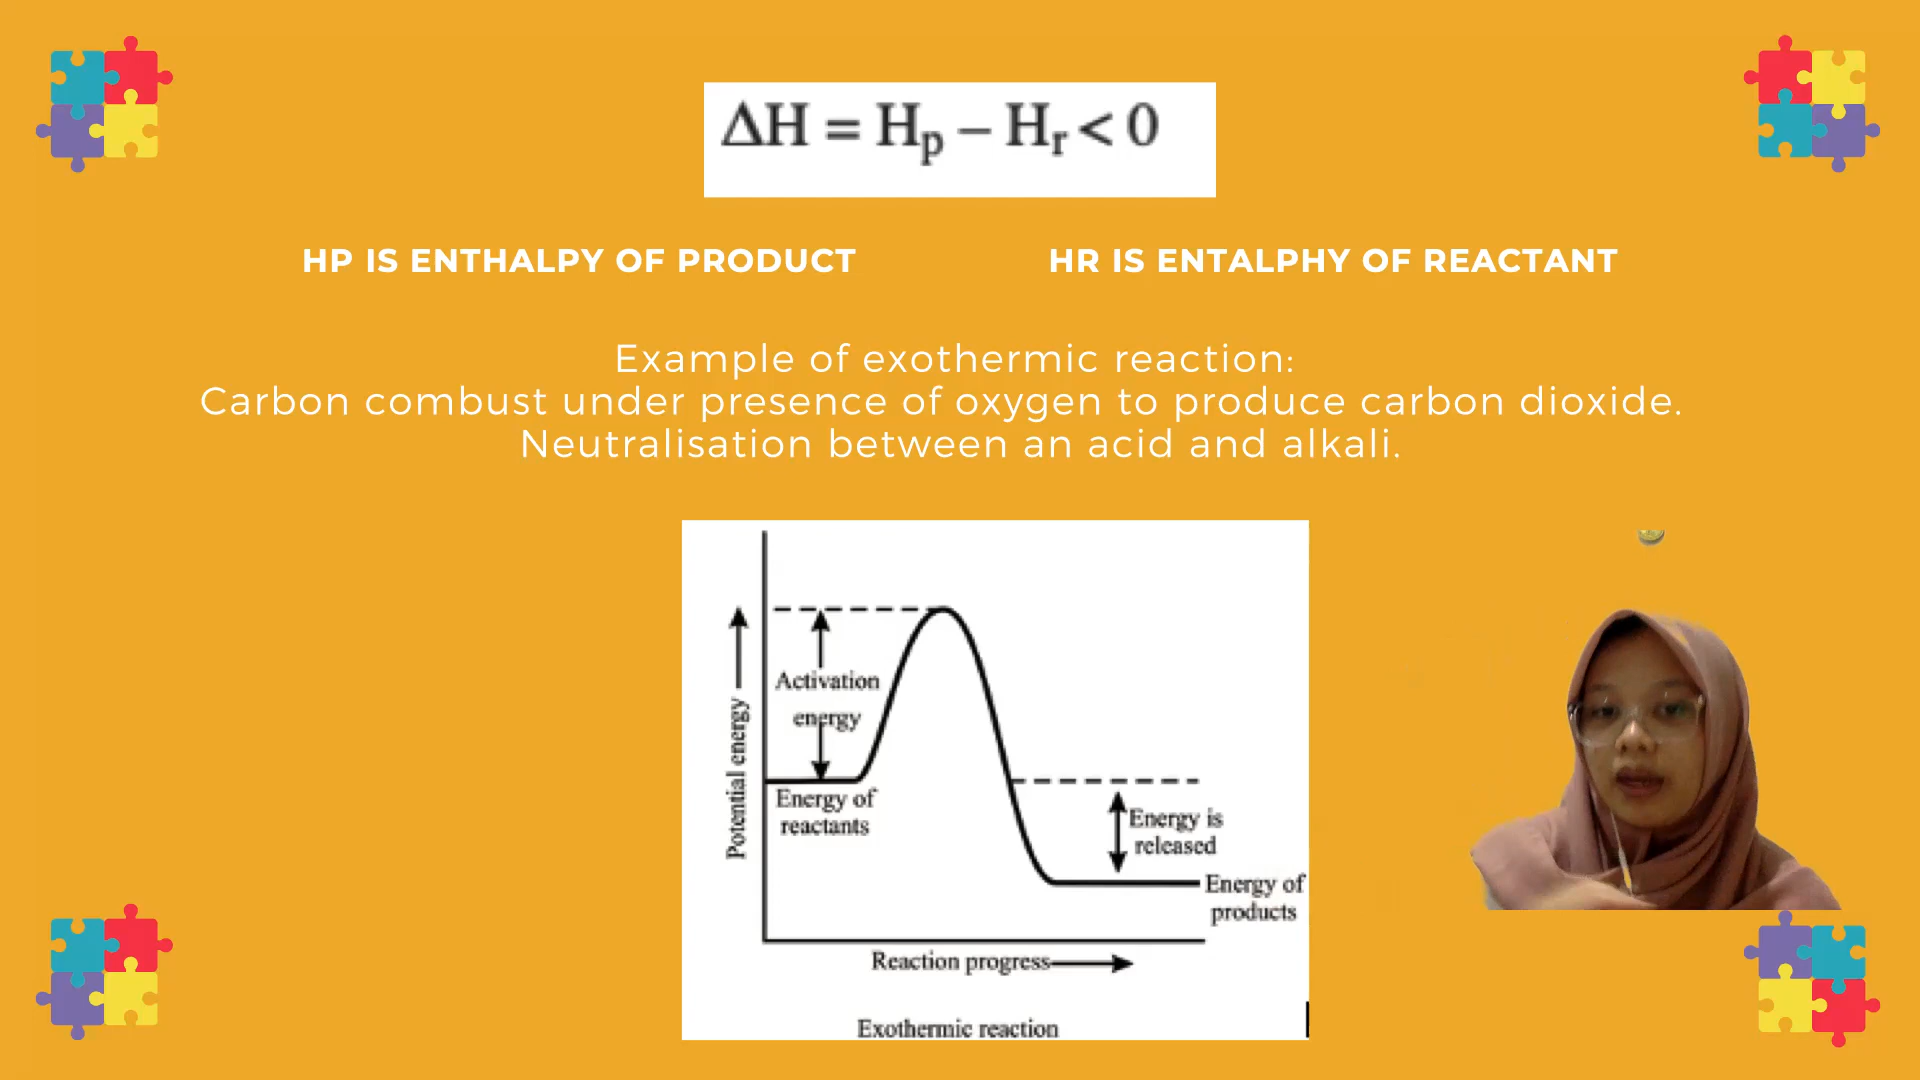 ΔH = Hp – Hr < 0
HP IS ENTHALPY OF PRODUCT
HR IS ENTALPHY OF REACTANT
Example of exothermic reaction:
Carbon combust under presence of oxygen to produce carbon dioxide.
Neutralisation between an acid and alkali.
Potential energy
Activation
energy
Energy of
reactants
Energy is
released
Energy of
products
Reaction progress
Exothermic reaction